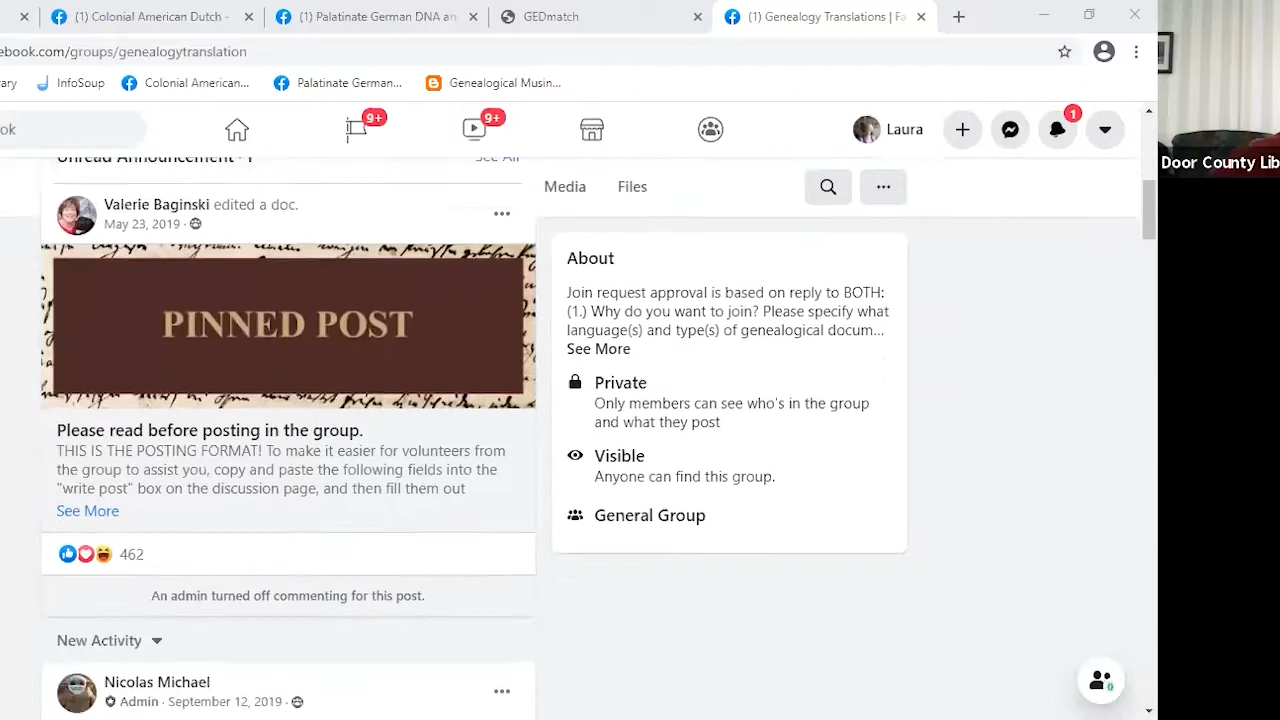 (1) Colonial American Dutch -
(1) Palatinate German DNA an
GEDmatch
(1) Genealogy Translations | Fa
ebook.com/groups/genealogytranslation
rary
InfoSoup
Colonial American...
Palatinate German...
Genealogical Musin...
ok
9+
9+
Laura
1
Door County Lib
Unread Announcement · 1
See All
Media
Files
Valerie Baginski edited a doc.
May 23, 2019 ·
PINNED POST
Please read before posting in the group.
THIS IS THE POSTING FORMAT! To make it easier for volunteers from
the group to assist you, copy and paste the following fields into the
"write post" box on the discussion page, and then fill them out
See More
462
An admin turned off commenting for this post.
New Activity
Nicolas Michael
Admin · September 12, 2019 ·
About
Join request approval is based on reply to BOTH:
(1.) Why do you want to join? Please specify what
language(s) and type(s) of genealogical docum...
See More
Private
Only members can see who's in the group
and what they post
Visible
Anyone can find this group.
General Group
0